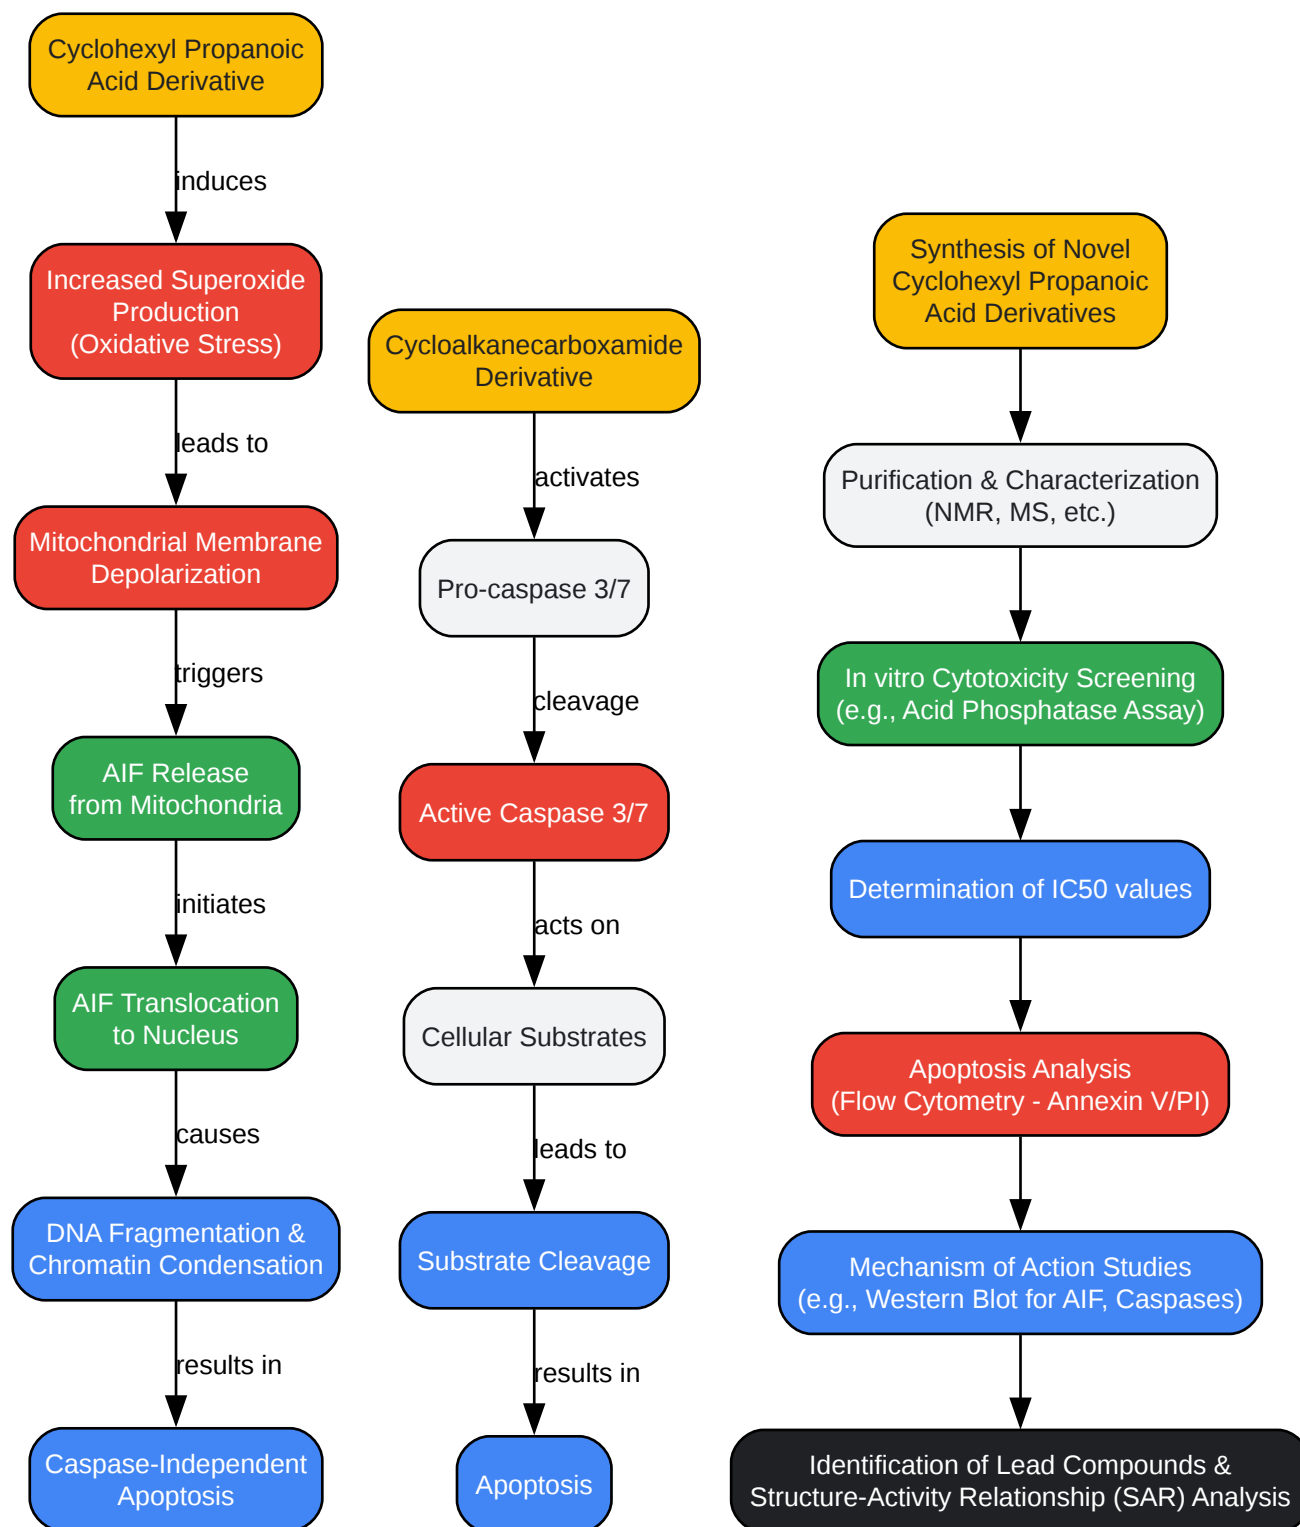 Cyclohexyl Propanoic
Acid Derivative
induces
Increased Superoxide
Production
(Oxidative Stress)
leads to
Mitochondrial Membrane
Depolarization
triggers
AIF Release
from Mitochondria
initiates
AIF Translocation
to Nucleus
causes
DNA Fragmentation &
Chromatin Condensation
results in
Caspase-Independent
Apoptosis
Cycloalkanecarboxamide
Derivative
activates
Pro-caspase 3/7
cleavage
Active Caspase 3/7
acts on
Cellular Substrates
leads to
Substrate Cleavage
results in
Apoptosis
Synthesis of Novel
Cyclohexyl Propanoic
Acid Derivatives
Purification & Characterization
(NMR, MS, etc.)
In vitro Cytotoxicity Screening
(e.g., Acid Phosphatase Assay)
Determination of IC50 values
Apoptosis Analysis
(Flow Cytometry - Annexin V/PI)
Mechanism of Action Studies
(e.g., Western Blot for AIF, Caspases)
Identification of Lead Compounds &
Structure-Activity Relationship (SAR) Analysis